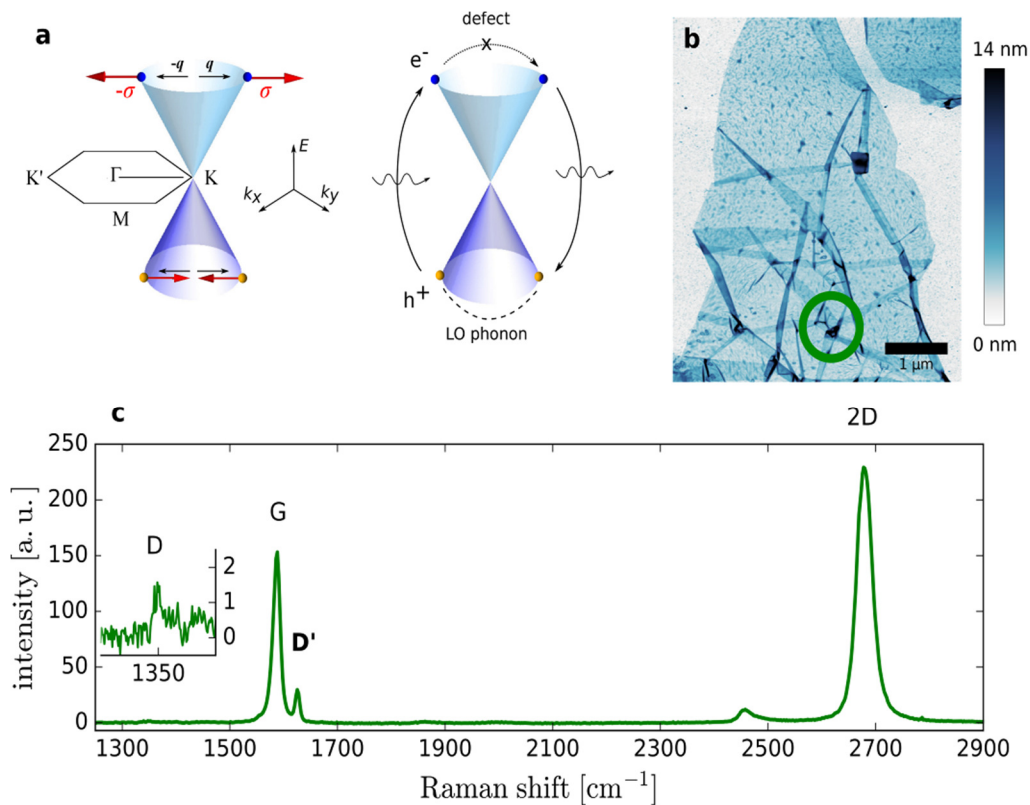 a
defect
x
e-
-q q
-σ
σ
E
K'
Γ
K
M
kx
ky
h+
LO phonon
b
14 nm
0 nm
1 µm
c
2D
250
200
150
100
50
0
intensity [a. u.]
G
D'
D
2
1
0
1350
1300 1500 1700 1900 2100 2300 2500 2700 2900
Raman shift [cm⁻¹]